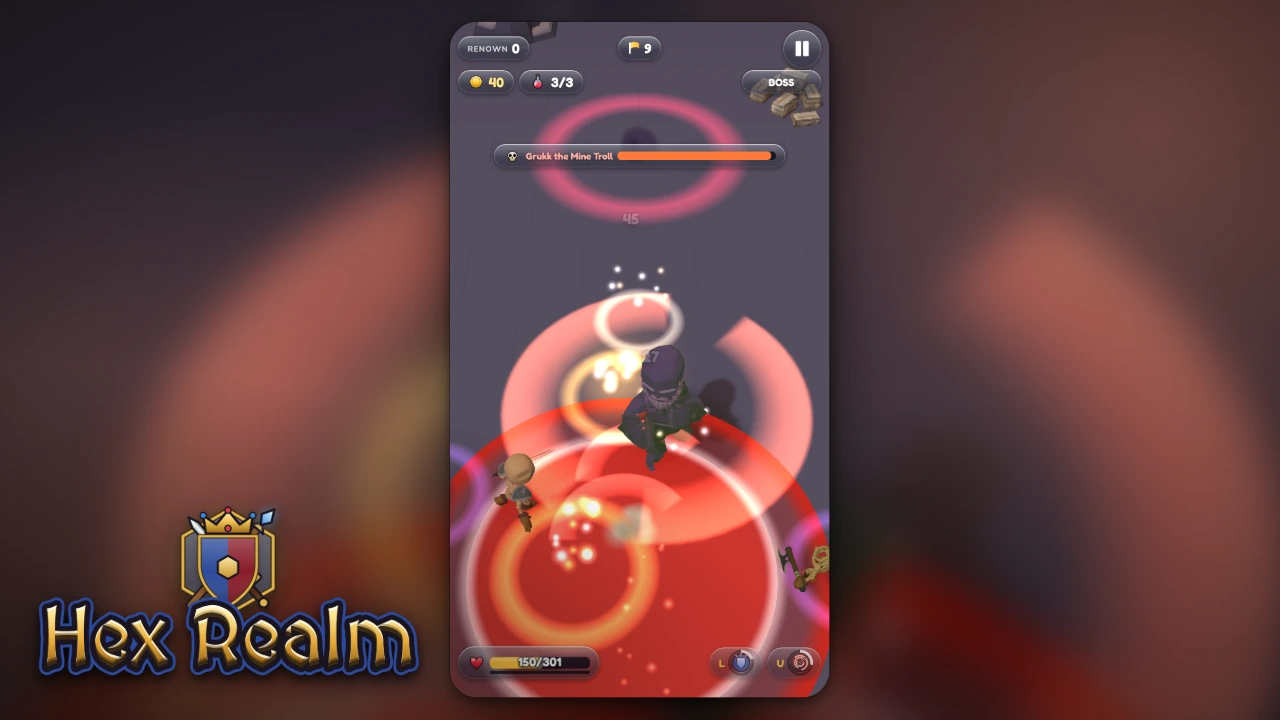 RENOWN 0
9
40
3/3
BOSS
Grukk the Mine Troll
45
27
150/301
L
U
Hex Realm